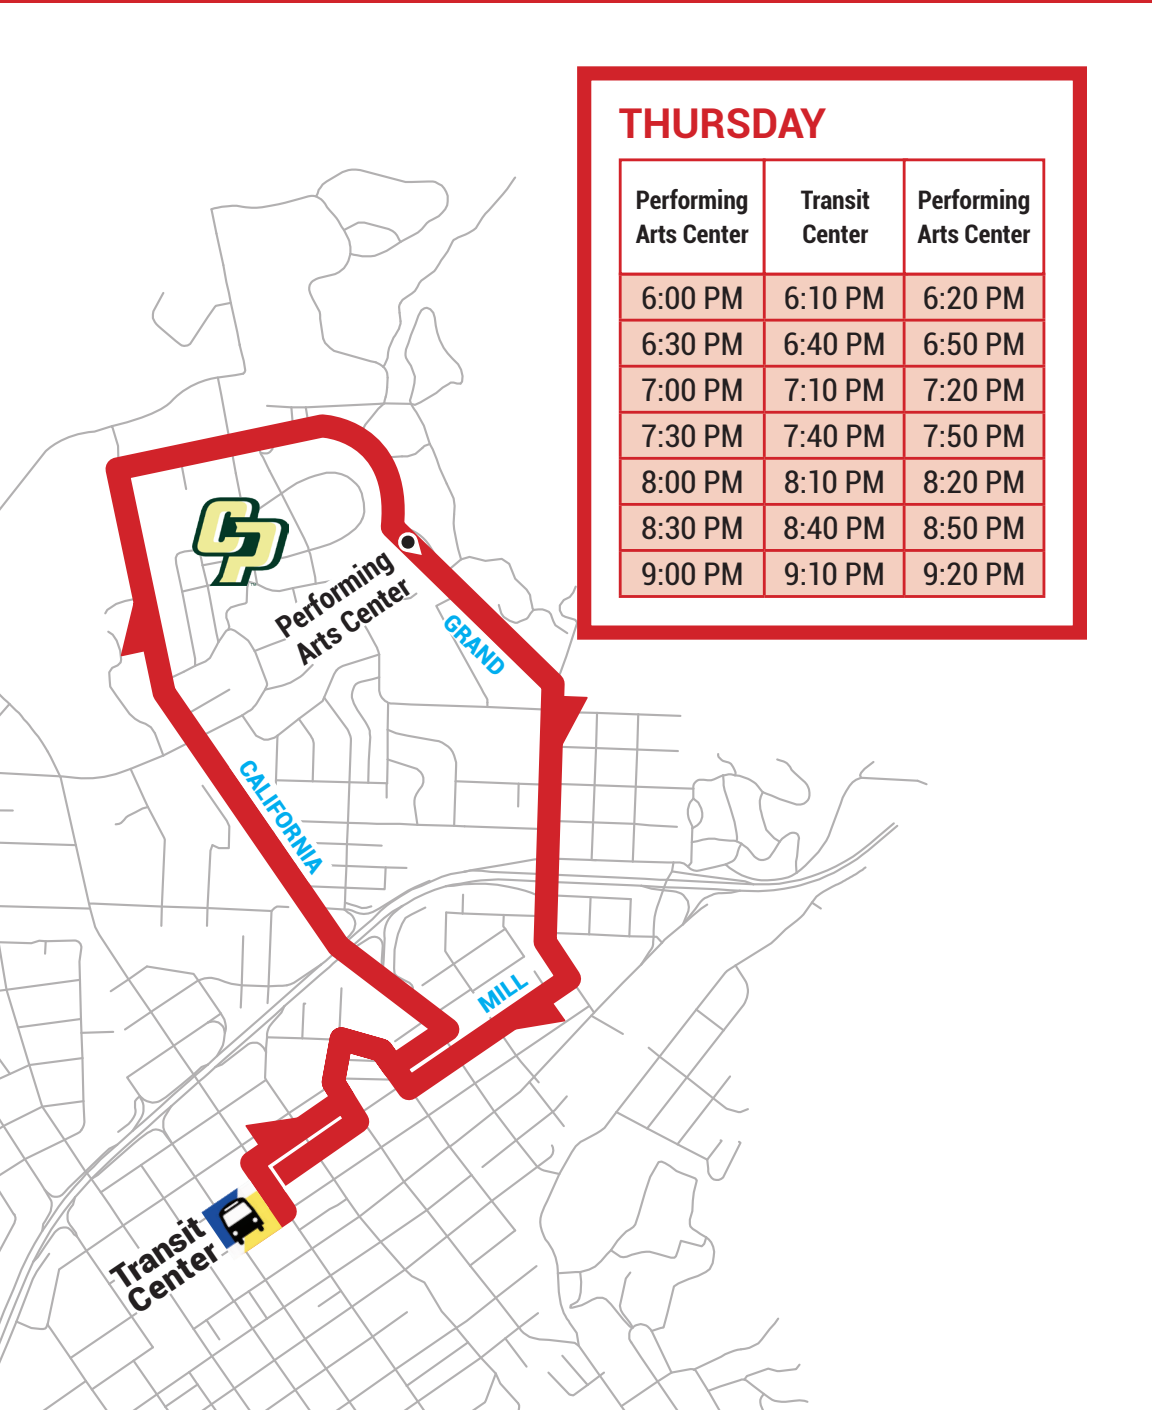 THURSDAY
Performing Arts Center Transit Center Performing Arts Center
6:00 PM 6:10 PM 6:20 PM
6:30 PM 6:40 PM 6:50 PM
7:00 PM 7:10 PM 7:20 PM
7:30 PM 7:40 PM 7:50 PM
8:00 PM 8:10 PM 8:20 PM
8:30 PM 8:40 PM 8:50 PM
9:00 PM 9:10 PM 9:20 PM
CP
Performing
Arts Center
GRAND
CALIFORNIA
MILL
Transit
Center